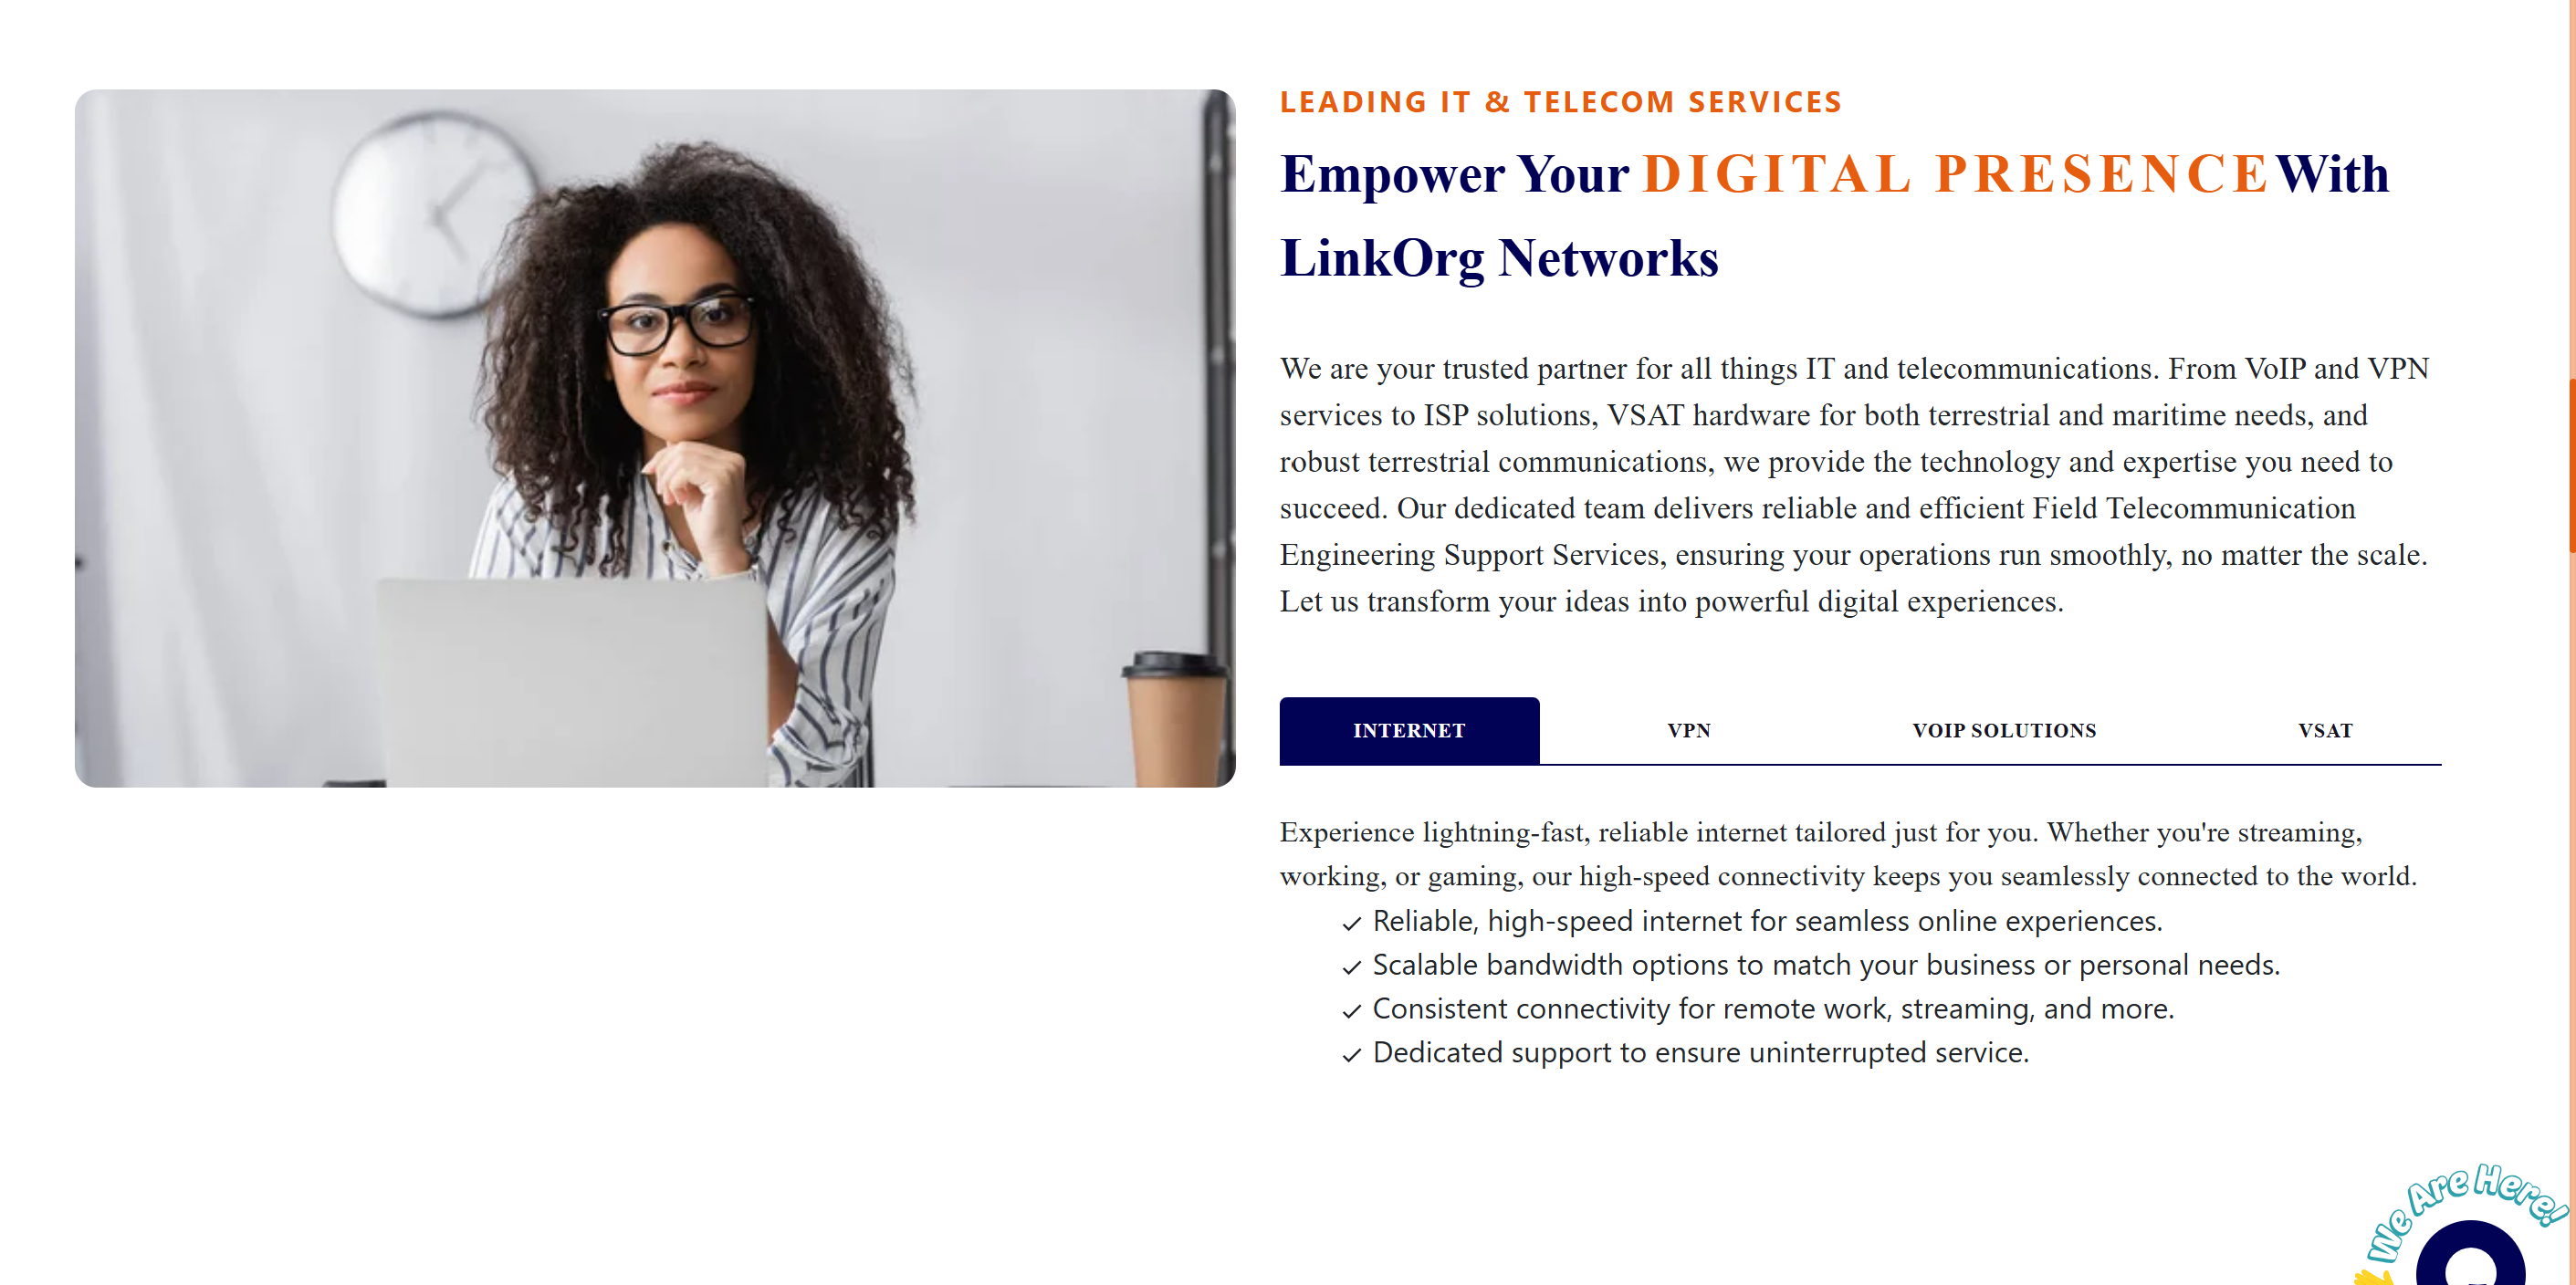 LEADING IT & TELECOM SERVICES
Empower Your DIGITAL PRESENCE With
LinkOrg Networks
We are your trusted partner for all things IT and telecommunications. From VoIP and VPN
services to ISP solutions, VSAT hardware for both terrestrial and maritime needs, and
robust terrestrial communications, we provide the technology and expertise you need to
succeed. Our dedicated team delivers reliable and efficient Field Telecommunication
Engineering Support Services, ensuring your operations run smoothly, no matter the scale.
Let us transform your ideas into powerful digital experiences.
INTERNET VPN VOIP SOLUTIONS VSAT
Experience lightning-fast, reliable internet tailored just for you. Whether you're streaming,
working, or gaming, our high-speed connectivity keeps you seamlessly connected to the world.
✓ Reliable, high-speed internet for seamless online experiences.
✓ Scalable bandwidth options to match your business or personal needs.
✓ Consistent connectivity for remote work, streaming, and more.
✓ Dedicated support to ensure uninterrupted service.
We Are Here!